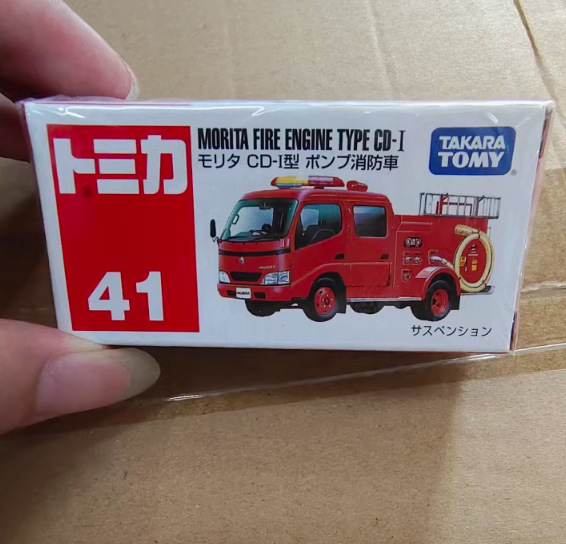 トミカ
41
MORITA FIRE ENGINE TYPE CD-I
モリタ CD-I型 ポンプ消防車
TAKARA
TOMY
®
サスペンション